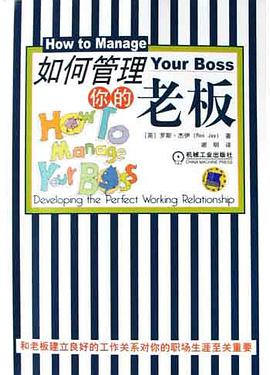 How to Manage Your Boss
如何管理你的老板
How To
Manage
Your Boss
[英] 罗斯·杰伊 (Ros Jay) 著
谢明 译
机械工业出版社
CHINA MACHINE PRESS
Developing the Perfect Working Relationship
和老板建立良好的工作关系对你的职场生涯至关重要